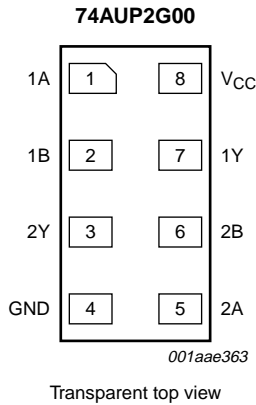 74AUP2G00
1A 1 8 VCC
1B 2 7 1Y
2Y 3 6 2B
GND 4 5 2A
001aae363
Transparent top view